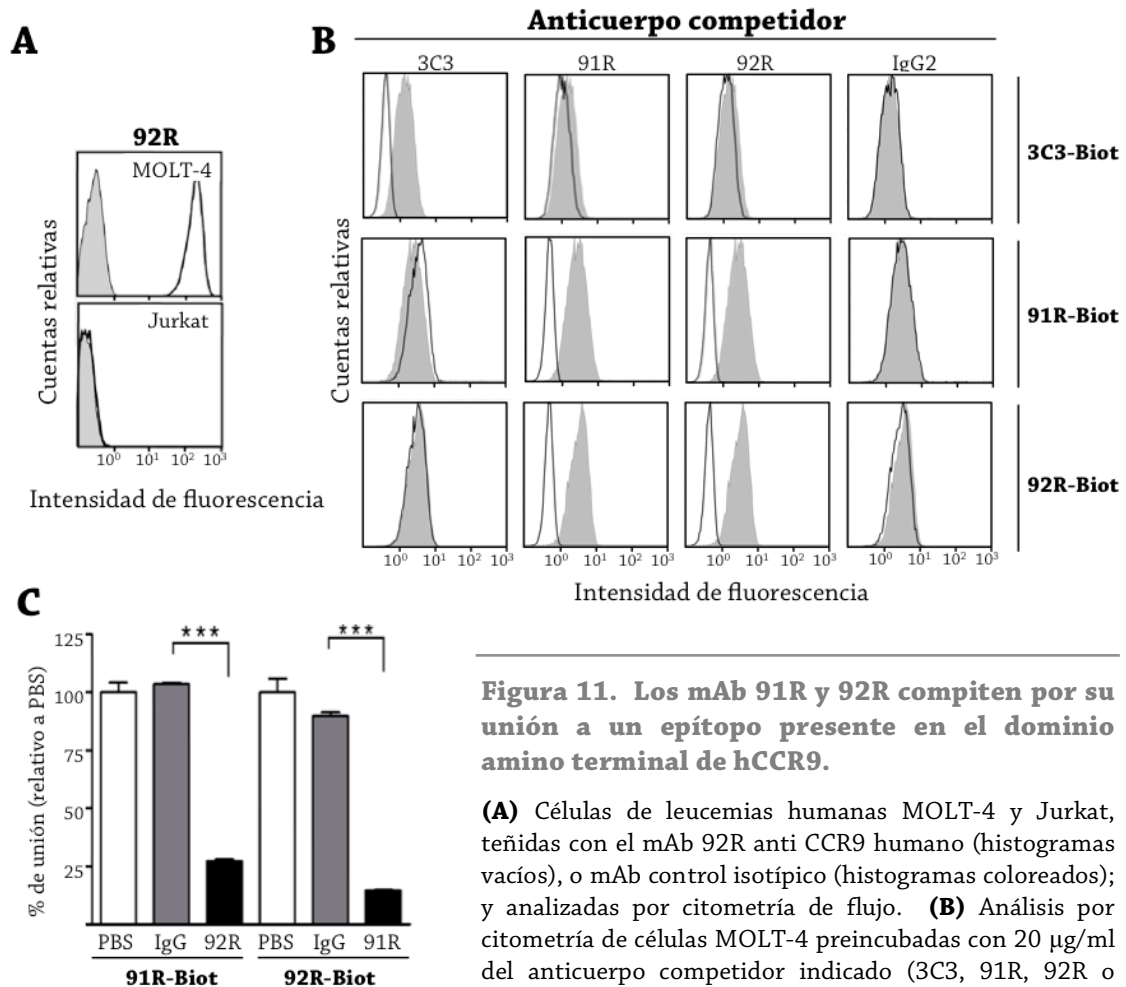 A
92R
MOLT-4
Jurkat
Cuentas relativas
10⁰ 10¹ 10² 10³
Intensidad de fluorescencia
B
Anticuerpo competidor
3C3 91R 92R IgG2
3C3-Biot
91R-Biot
92R-Biot
Cuentas relativas
10⁰ 10¹ 10² 10³ 10⁰ 10¹ 10² 10³ 10⁰ 10¹ 10² 10³ 10⁰ 10¹ 10² 10³
Intensidad de fluorescencia
C
% de unión (relativo a PBS)
125
100
75
50
25
*** ***
PBS IgG 92R PBS IgG 91R
91R-Biot 92R-Biot
Figura 11. Los mAb 91R y 92R compiten por su
unión a un epítopo presente en el dominio
amino terminal de hCCR9.
(A) Células de leucemias humanas MOLT-4 y Jurkat,
teñidas con el mAb 92R anti CCR9 humano (histogramas
vacíos), o mAb control isotípico (histogramas coloreados);
y analizadas por citometría de flujo. (B) Análisis por
citometría de células MOLT-4 preincubadas con 20 µg/ml
del anticuerpo competidor indicado (3C3, 91R, 92R o